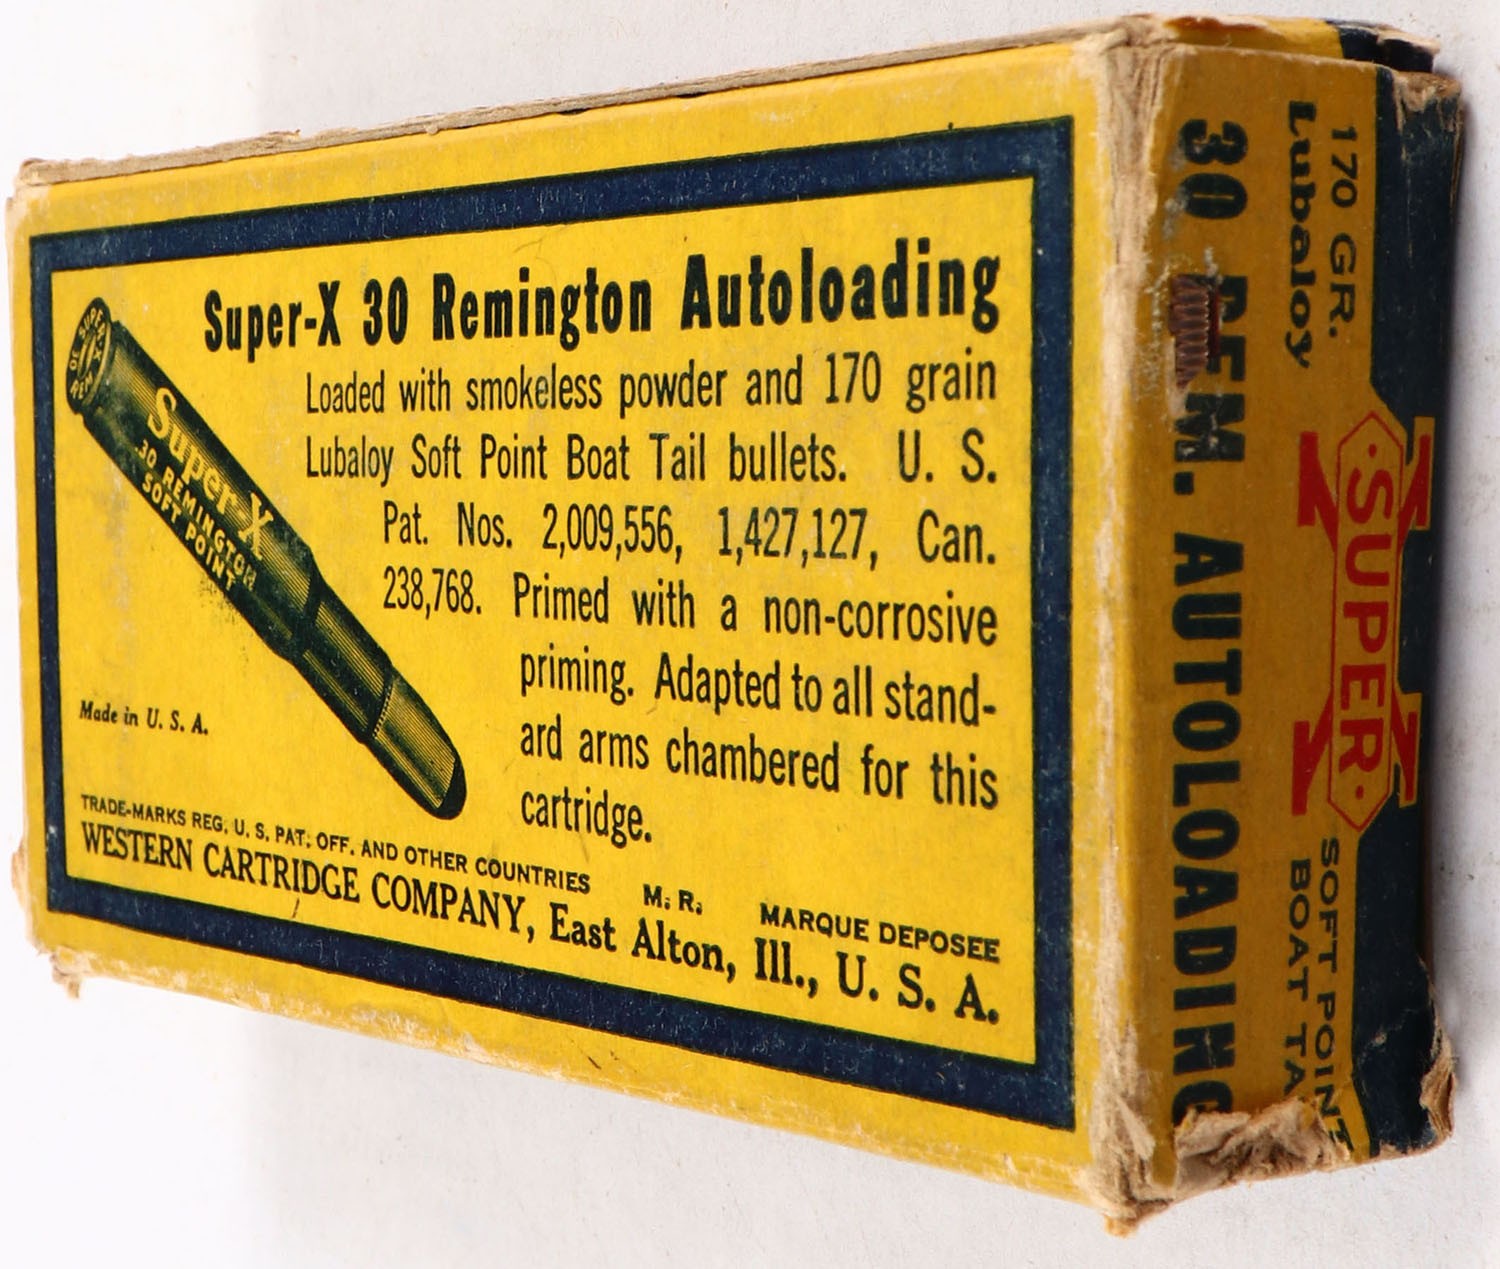 Super-X 30 Remington Autoloading
Loaded with smokeless powder and 170 grain
Lubaloy Soft Point Boat Tail bullets. U. S.
Pat. Nos. 2,009,556, 1,427,127, Can.
238,768. Primed with a non-corrosive
priming. Adapted to all stand-
ard arms chambered for this
cartridge.
SUPER-X
30 REM
Super-X
30 REMINGTON
SOFT POINT
Made in U. S. A.
TRADE-MARKS REG. U. S. PAT. OFF. AND OTHER COUNTRIES M. R. MARQUE DEPOSEE
WESTERN CARTRIDGE COMPANY, East Alton, Ill., U. S. A.
170 GR.
Lubaloy
SUPER
X
SOFT POINT
BOAT TA
30 REM. AUTOLOADING